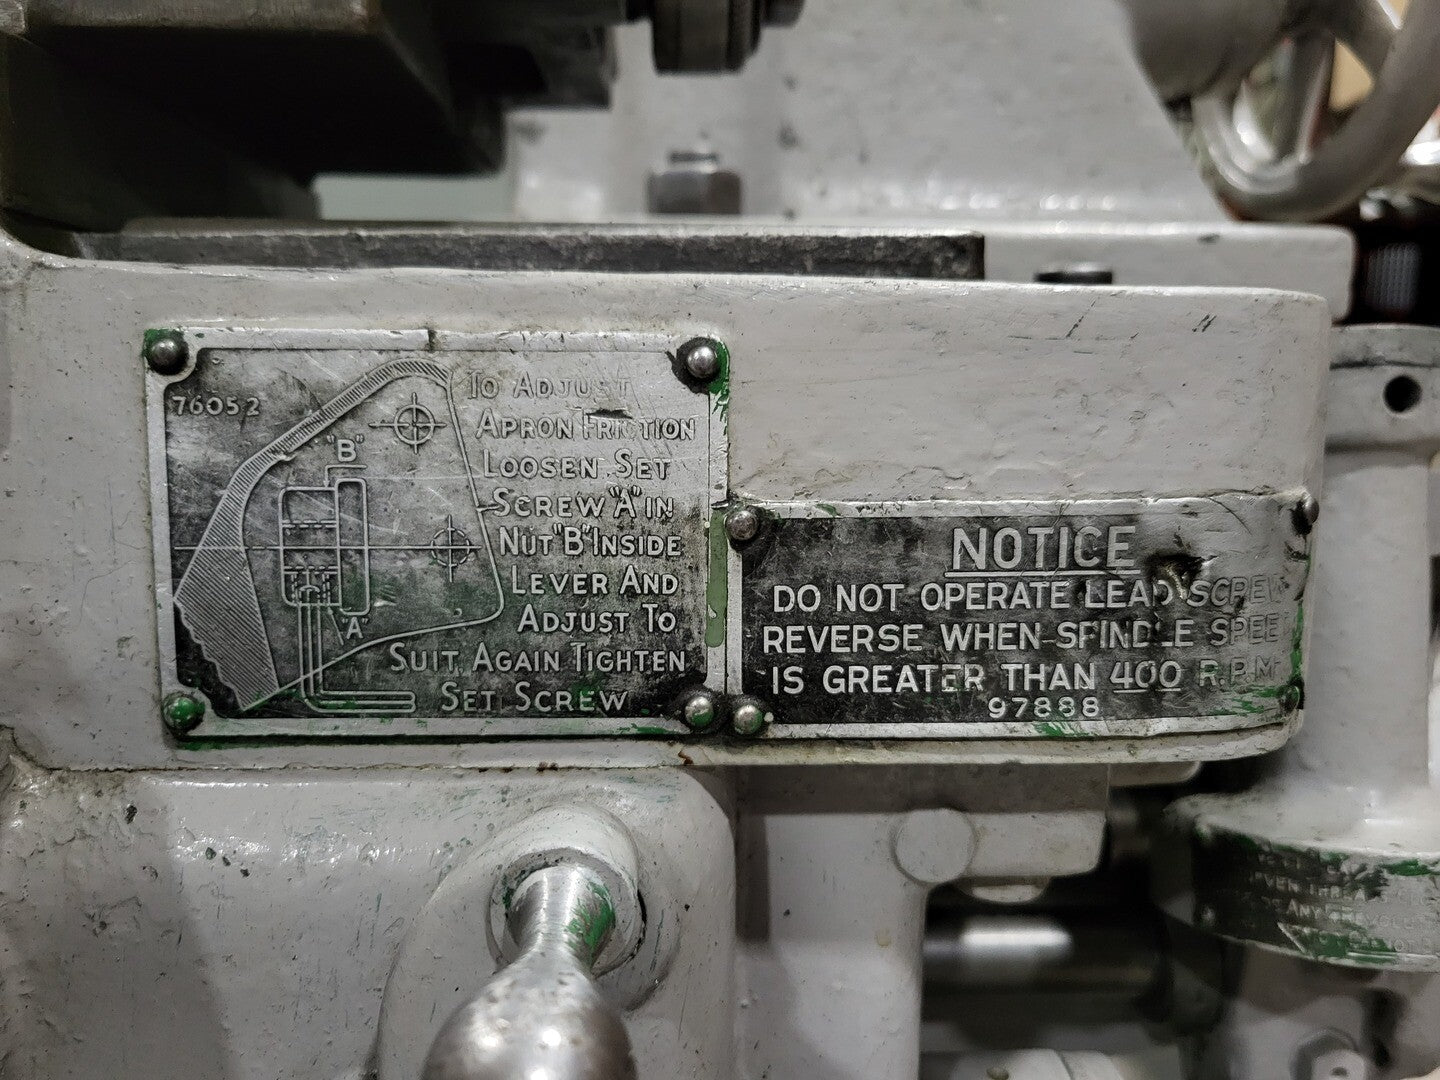 76052
"B"
"A"
TO ADJUST
APRON FRICTION
LOOSEN SET
SCREW "A" IN
NUT "B" INSIDE
LEVER AND
ADJUST TO
SUIT, AGAIN TIGHTEN
SET SCREW
NOTICE
DO NOT OPERATE LEAD SCREW
REVERSE WHEN SPINDLE SPEED
IS GREATER THAN 400 R.P.M.
97888